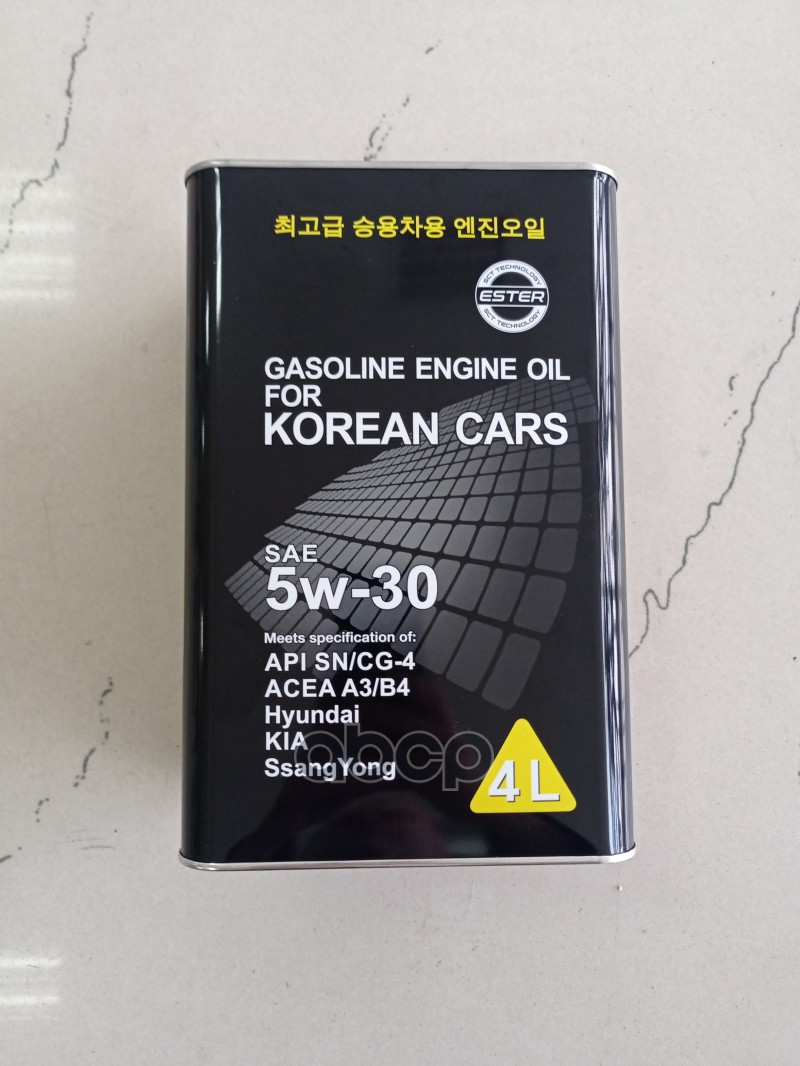 최고급 승용차용 엔진오일
SCT TECHNOLOGY
ESTER
SCT TECHNOLOGY
GASOLINE ENGINE OIL
FOR
KOREAN CARS
SAE
5w-30
Meets specification of:
API SN/CG-4
ACEA A3/B4
Hyundai
KIA
SsangYong
abcp
4L